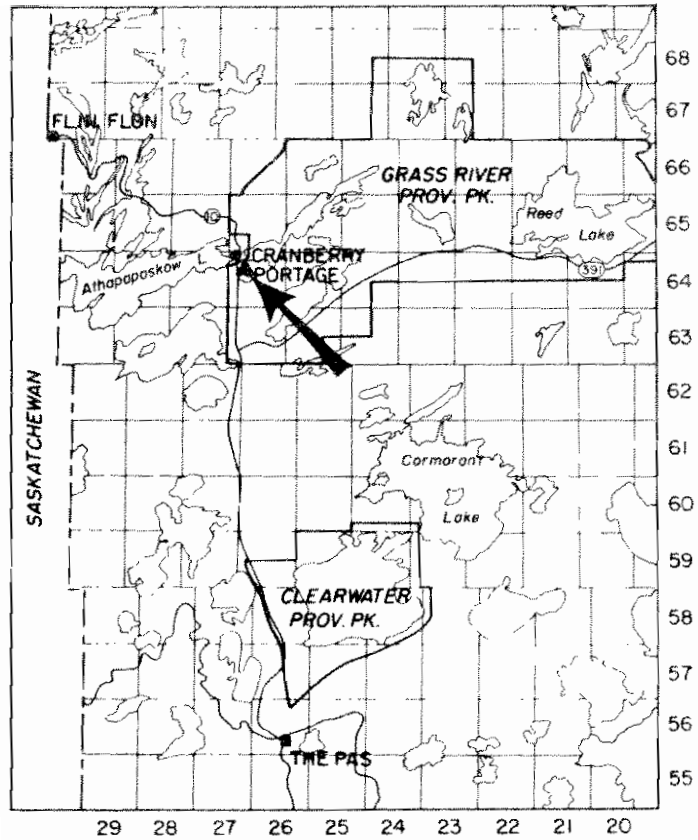 68
67
FLIN FLON
66
GRASS RIVER
PROV. PK.
65
10
Reed
Lake
CRANBERRY
PORTAGE
Athapapaskow L.
391
64
63
62
SASKATCHEWAN
61
Cormorant
60
Lake
59
CLEARWATER
PROV. PK.
58
57
56
THE PAS
55
29 28 27 26 25 24 23 22 21 20